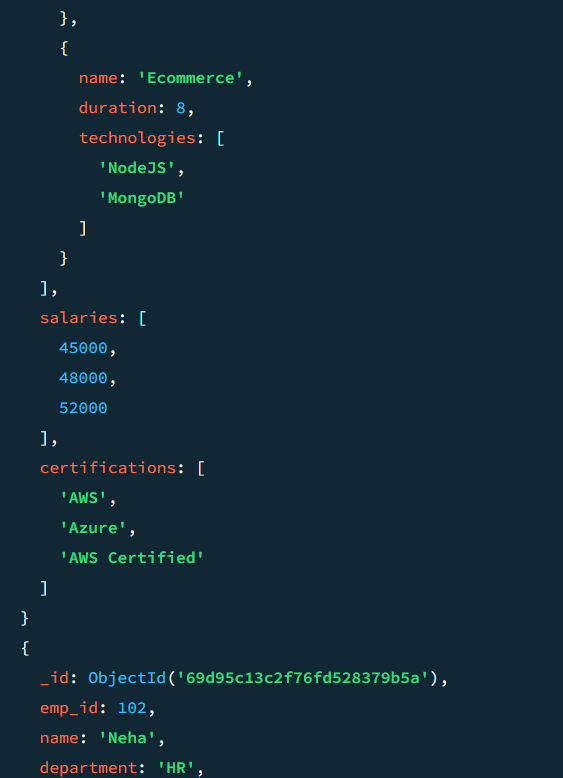 },
{
name: 'Ecommerce',
duration: 8,
technologies: [
'NodeJS',
'MongoDB'
]
}
],
salaries: [
45000,
48000,
52000
],
certifications: [
'AWS',
'Azure',
'AWS Certified'
]
}
{
_id: ObjectId('69d95c13c2f76fd528379b5a'),
emp_id: 102,
name: 'Neha',
department: 'HR',